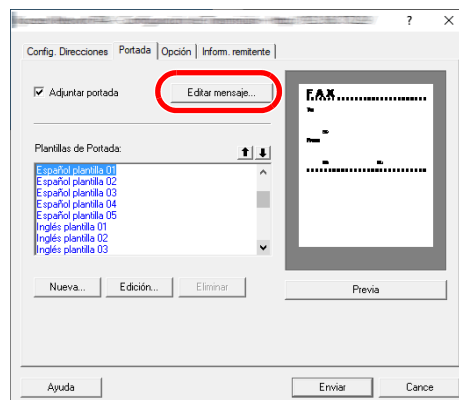 Config. Direcciones Portada Opción Inform. remitente
Adjuntar portada Editar mensaje...
FAX
Plantillas de Portada:
Español plantilla 01
Español plantilla 02
Español plantilla 03
Español plantilla 04
Español plantilla 05
Inglés plantilla 01
Inglés plantilla 02
Inglés plantilla 03
Nueva... Edición... Eliminar Previa
Ayuda Enviar Cance